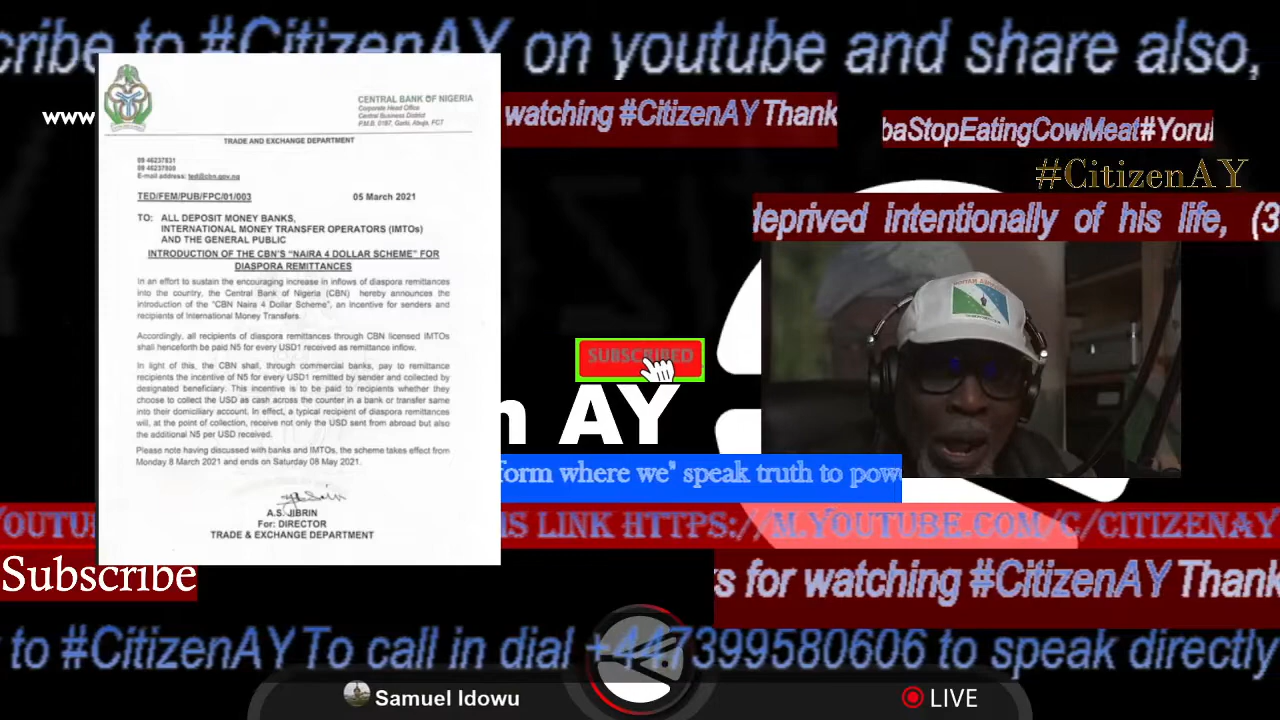 cribe to #CitizenAY on youtube and share also,
www
watching #CitizenAY Thank
baStopEatingCowMeat#Yorul
#CitizenAY
deprived intentionally of his life, (3
CENTRAL BANK OF NIGERIA
Corporate Head Office
Central Business District
P.M.B. 0187, Garki, Abuja, FCT
TRADE AND EXCHANGE DEPARTMENT
09 46237831
E-mail address: ted@cbn.gov.ng
TED/FEM/PUB/FPC/01/003 05 March 2021
TO: ALL DEPOSIT MONEY BANKS,
INTERNATIONAL MONEY TRANSFER OPERATORS (IMTOs)
AND THE GENERAL PUBLIC
INTRODUCTION OF THE CBN'S "NAIRA 4 DOLLAR SCHEME" FOR
DIASPORA REMITTANCES
In an effort to sustain the encouraging increase in inflows of diaspora remittances
into the country, the Central Bank of Nigeria (CBN) hereby announces the
introduction of the "CBN Naira 4 Dollar Scheme", an incentive for senders and
recipients of International Money Transfers.
Accordingly, all recipients of diaspora remittances through CBN licensed IMTOs
shall henceforth be paid N5 for every USD1 received as remittance inflow.
In light of this, the CBN shall, through commercial banks, pay to remittance
recipients the incentive of N5 for every USD1 remitted by sender and collected by
designated beneficiary. This incentive is to be paid to recipients whether they
choose to collect the USD as cash across the counter in a bank or transfer same
into their domiciliary account. In effect, a typical recipient of diaspora remittances
will, at the point of collection, receive not only the USD sent from abroad but also
the additional N5 per USD received.
Please note having discussed with banks and IMTOs, the scheme takes effect from
Monday 8 March 2021 and ends on Saturday 08 May 2021.
A.S. JIBRIN
For: DIRECTOR
TRADE & EXCHANGE DEPARTMENT
SUBSCRIBED
n AY
form where we" speak truth to powe
YOUTUB
IS LINK HTTPS://M.YOUTUBE.COM/C/CITIZENAY
Subscribe
s for watching #CitizenAY Thank
to #CitizenAYTo call in dial +447399580606 to speak directly
Samuel Idowu
LIVE